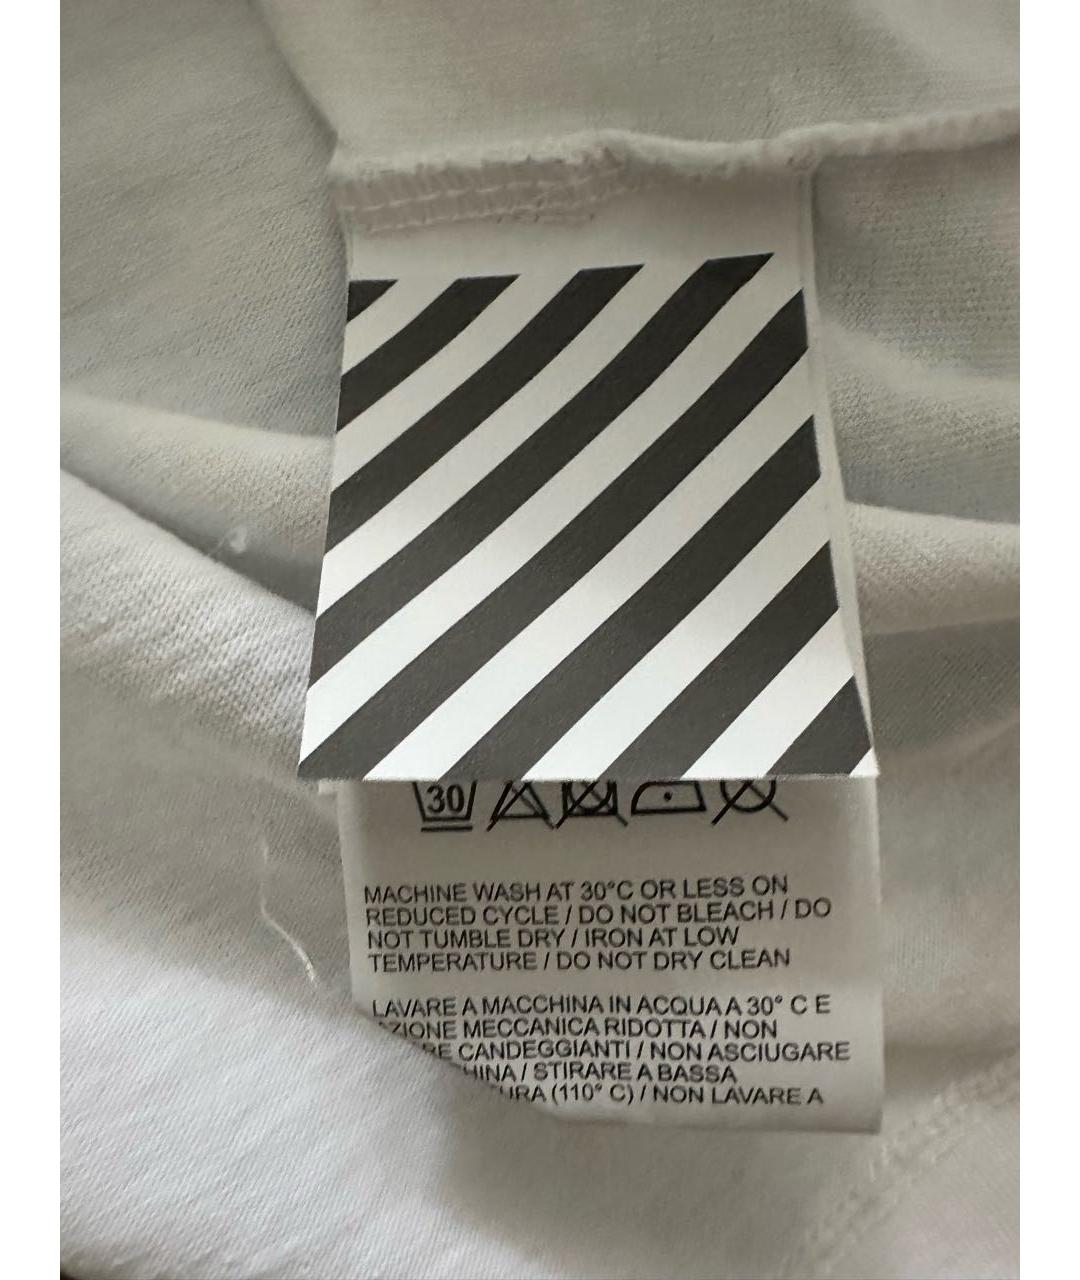 30
MACHINE WASH AT 30°C OR LESS ON
REDUCED CYCLE / DO NOT BLEACH / DO
NOT TUMBLE DRY / IRON AT LOW
TEMPERATURE / DO NOT DRY CLEAN
LAVARE A MACCHINA IN ACQUA A 30° C E
MECCANICA RIDOTTA / NON
CANDEGGIANTI / NON ASCIUGARE
/ STIRARE A BASSA
(110° C) / NON LAVARE A